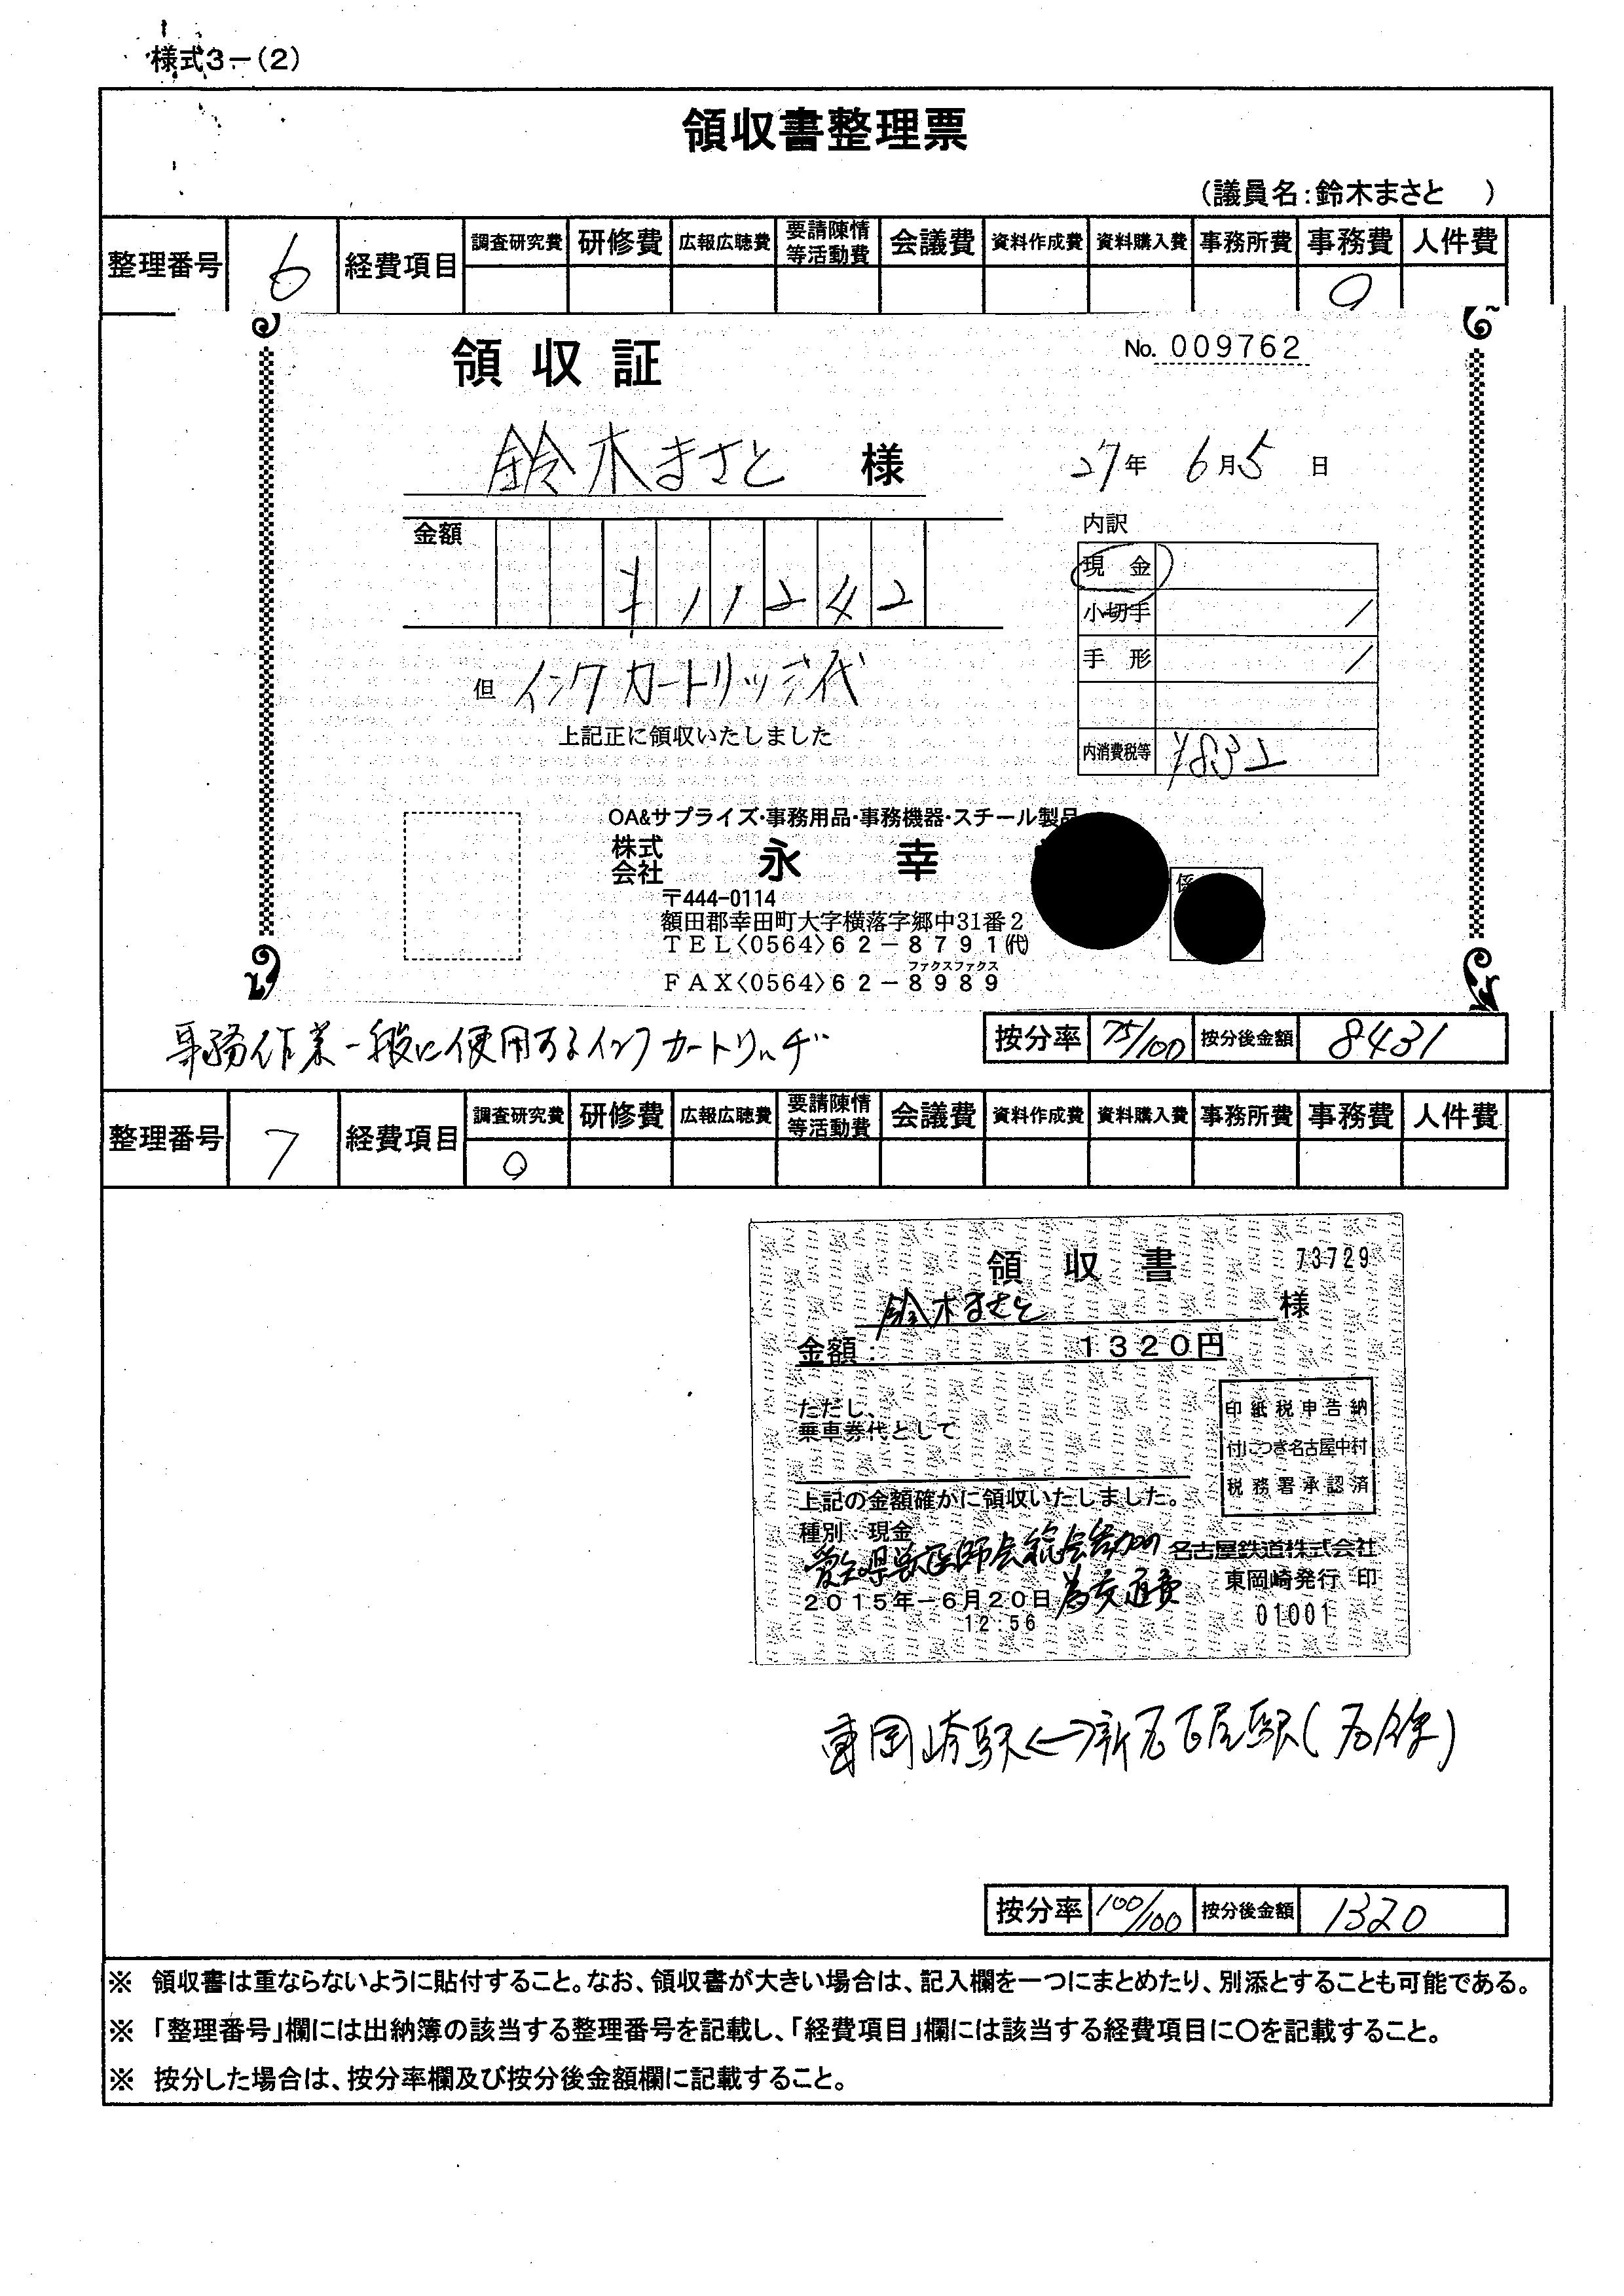 様式3-(2)
領収書整理票
(議員名:鈴木まさと )
整理番号 6 経費項目 調査研究費 研修費 広報広聴費 要請陳情等活動費 会議費 資料作成費 資料購入費 事務所費 事務費 人件費
○
領収証
No. 009762
鈴木まさと 様
27年 6月5日
金額 ¥11242
内訳
現金
小切手 /
手形 /
内消費税等 ¥832
但 インクカートリッジ代
上記正に領収いたしました
OA&サプライズ・事務用品・事務機器・スチール製品
株式会社 永幸
〒444-0114
額田郡幸田町大字横落字郷中31番2
TEL〈0564〉62-8791(代)
ファクスファクス
FAX〈0564〉62-8989
係
事務作業一般に使用するインクカートリッヂ
按分率 75/100 按分後金額 8431
整理番号 7 経費項目 調査研究費 研修費 広報広聴費 要請陳情等活動費 会議費 資料作成費 資料購入費 事務所費 事務費 人件費
○
領収書 73729
鈴木まさと 様
金額: 1320円
ただし、
乗車券代として
印紙税申告納
付につき名古屋中村
税務署承認済
上記の金額確かに領収いたしました。
種別:現金
愛知県獣医師会総会参加の
為交通費
名古屋鉄道株式会社
東岡崎発行 印
2015年-6月20日
12:56
01001
東岡崎駅⟷新名古屋駅(名鉄)
按分率 100/100 按分後金額 1320
※ 領収書は重ならないように貼付すること。なお、領収書が大きい場合は、記入欄を一つにまとめたり、別添とすることも可能である。
※ 「整理番号」欄には出納簿の該当する整理番号を記載し、「経費項目」欄には該当する経費項目に○を記載すること。
※ 按分した場合は、按分率欄及び按分後金額欄に記載すること。